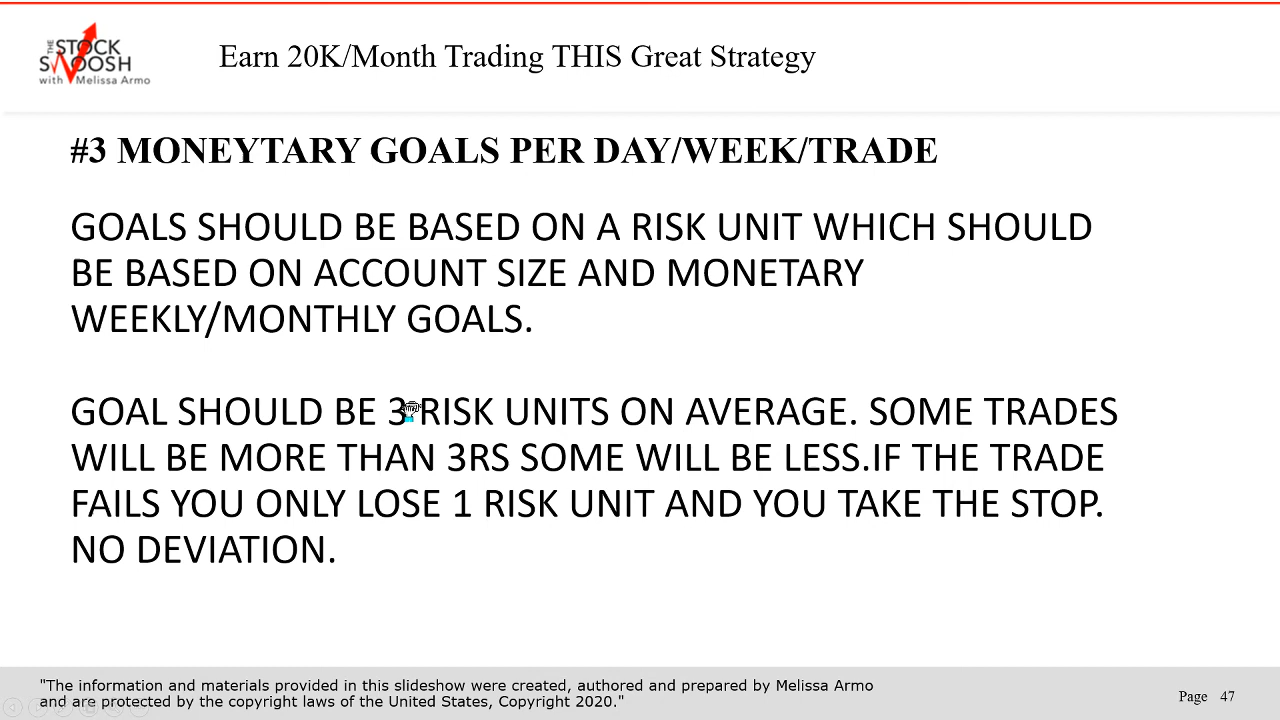 THE
STOCK
SWOOSH
with Melissa Armo
Earn 20K/Month Trading THIS Great Strategy
#3 MONEYTARY GOALS PER DAY/WEEK/TRADE
GOALS SHOULD BE BASED ON A RISK UNIT WHICH SHOULD
BE BASED ON ACCOUNT SIZE AND MONETARY
WEEKLY/MONTHLY GOALS.
GOAL SHOULD BE 3 RISK UNITS ON AVERAGE. SOME TRADES
WILL BE MORE THAN 3RS SOME WILL BE LESS.IF THE TRADE
FAILS YOU ONLY LOSE 1 RISK UNIT AND YOU TAKE THE STOP.
NO DEVIATION.
"The information and materials provided in this slideshow were created, authored and prepared by Melissa Armo
and are protected by the copyright laws of the United States, Copyright 2020."
Page 47